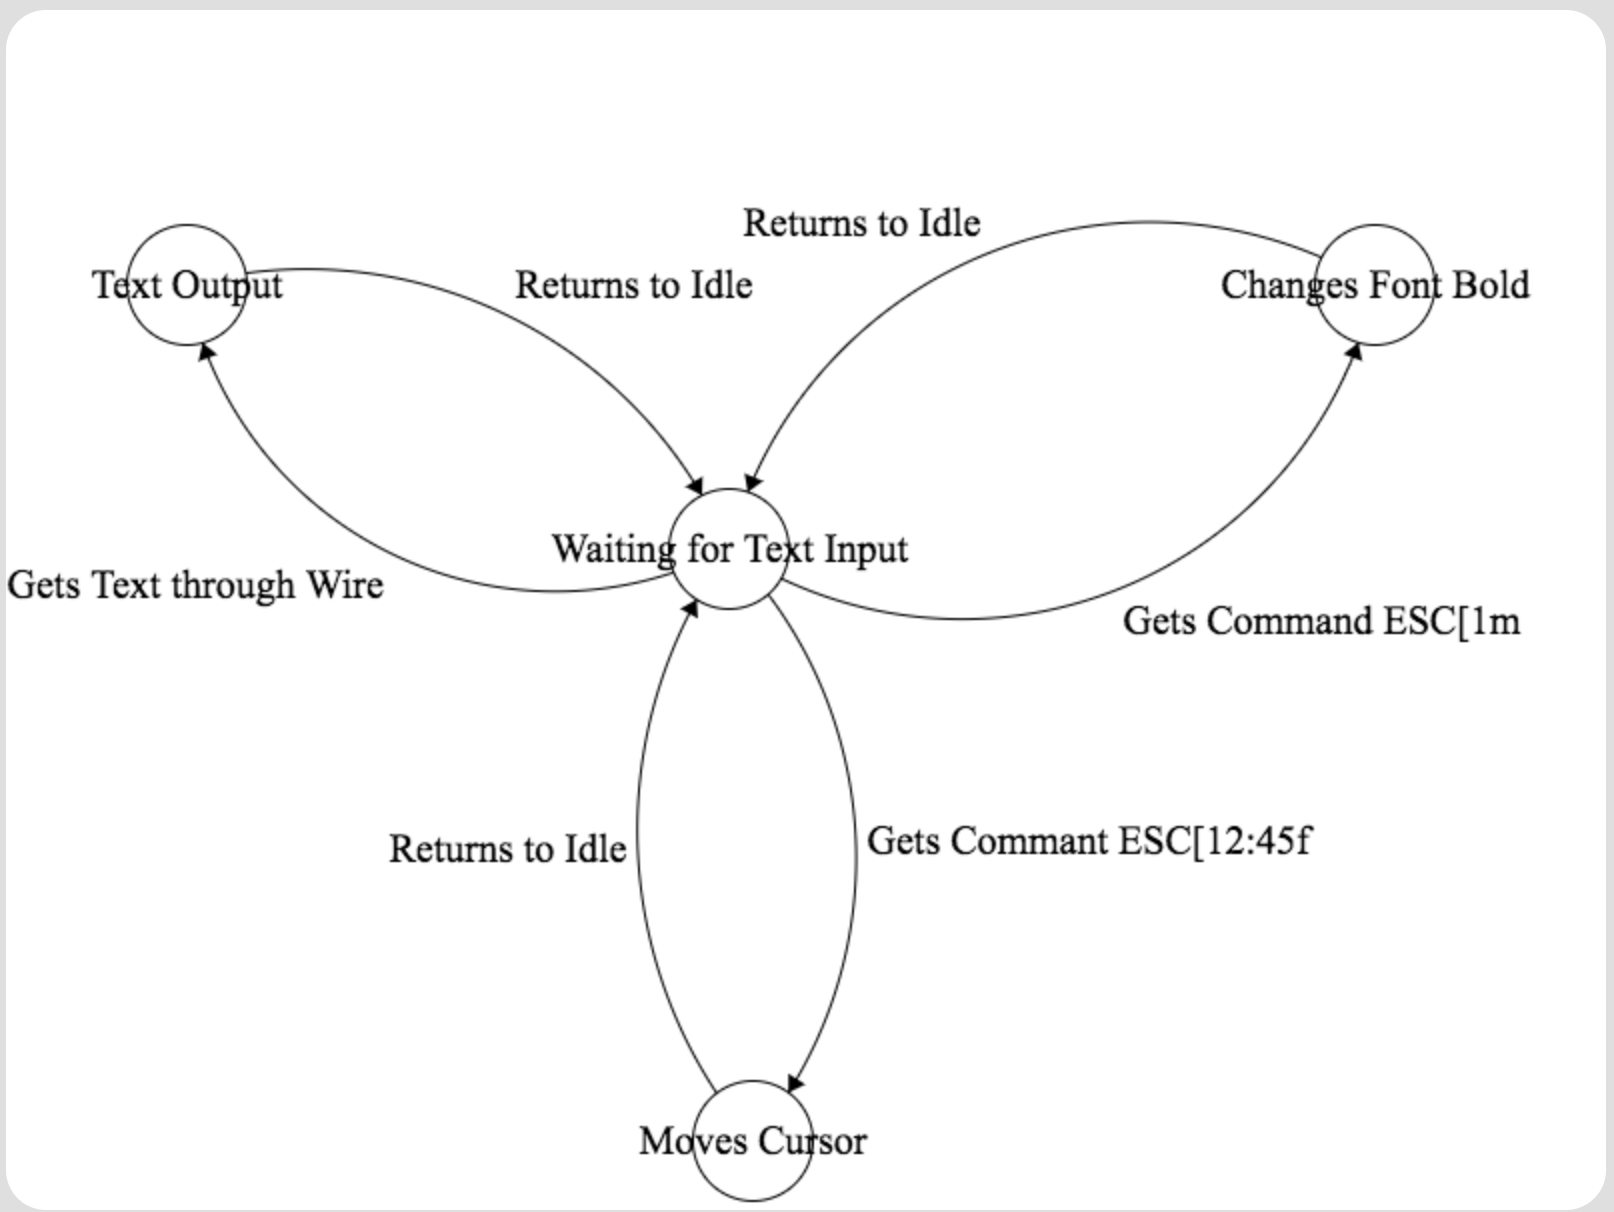 Returns to Idle
Text Output
Returns to Idle
Changes Font Bold
Waiting for Text Input
Gets Text through Wire
Gets Command ESC[1m
Returns to Idle
Gets Commant ESC[12:45f
Moves Cursor